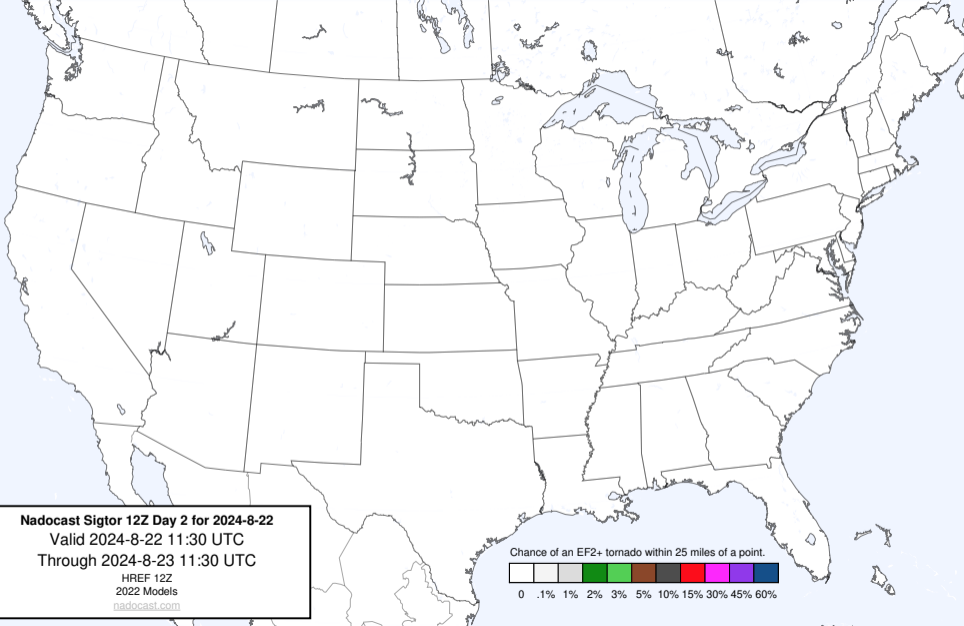 Nadocast Sigtor 12Z Day 2 for 2024-8-22
Valid 2024-8-22 11:30 UTC
Through 2024-8-23 11:30 UTC
HREF 12Z
2022 Models
nadocast.com
Chance of an EF2+ tornado within 25 miles of a point.
0 .1% 1% 2% 3% 5% 10% 15% 30% 45% 60%